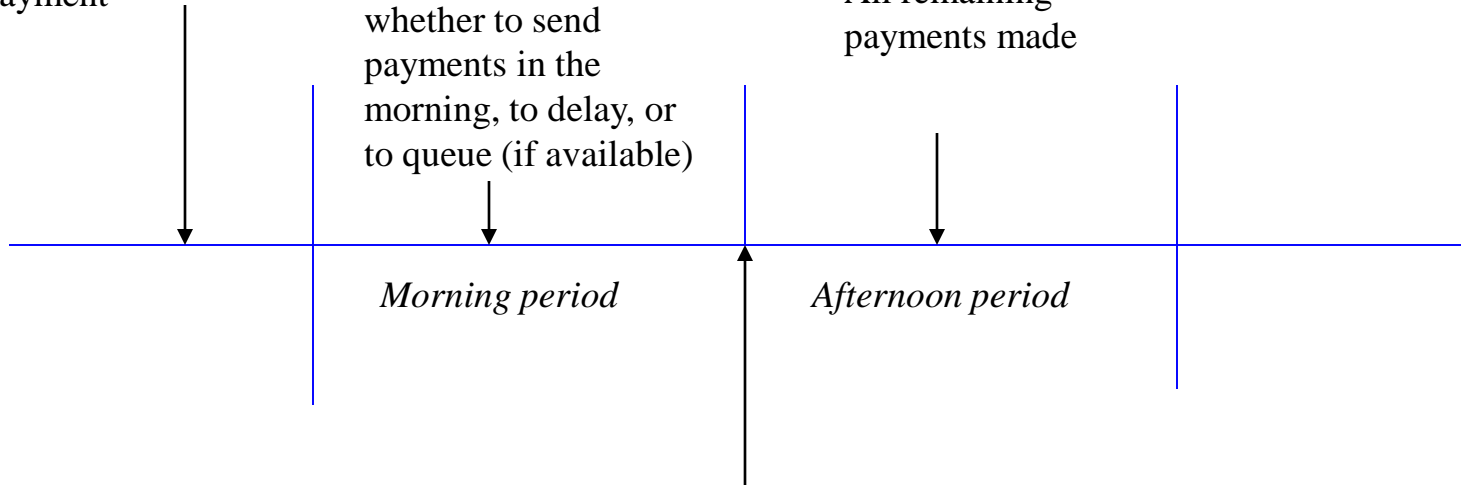 whether to send
payments in the
morning, to delay, or
to queue (if available)
payments made
Morning period
Afternoon period